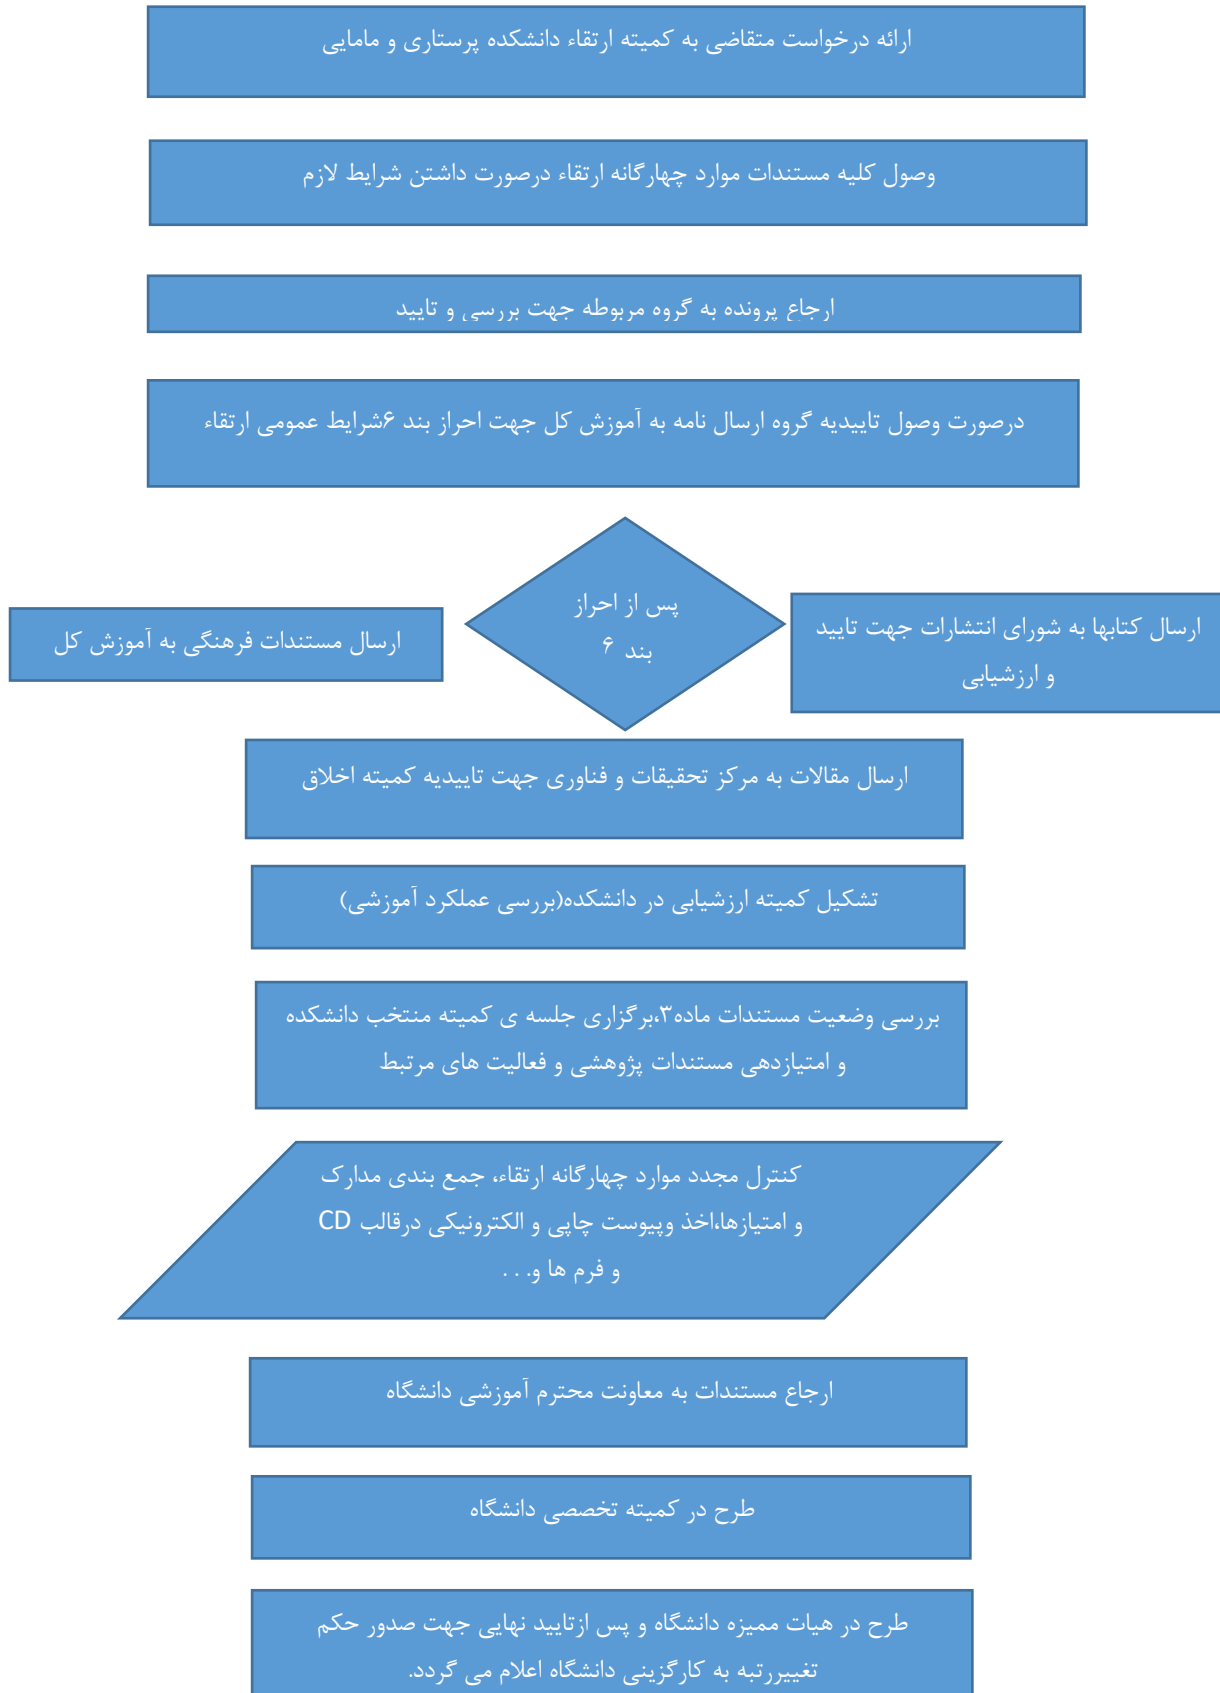 ارائه درخواست متقاضی به کمیته ارتقاء دانشکده پرستاری و مامایی
وصول کلیه مستندات موارد چهارگانه ارتقاء درصورت داشتن شرایط لازم
ارجاع پرونده به گروه مربوطه جهت بررسی و تایید
درصورت وصول تاییدیه گروه ارسال نامه به آموزش کل جهت احراز بند ۶شرایط عمومی ارتقاء
ارسال کتابها به شورای انتشارات جهت تایید
و ارزشیابی
پس از احراز
بند ۶
ارسال مستندات فرهنگی به آموزش کل
ارسال مقالات به مرکز تحقیقات و فناوری جهت تاییدیه کمیته اخلاق
تشکیل کمیته ارزشیابی در دانشکده(بررسی عملکرد آموزشی)
بررسی وضعیت مستندات ماده۳،برگزاری جلسه ی کمیته منتخب دانشکده
و امتیازدهی مستندات پژوهشی و فعالیت های مرتبط
کنترل مجدد موارد چهارگانه ارتقاء، جمع بندی مدارک
و امتیازها،اخذ وپیوست چاپی و الکترونیکی درقالب CD
و فرم ها و. . .
ارجاع مستندات به معاونت محترم آموزشی دانشگاه
طرح در کمیته تخصصی دانشگاه
طرح در هیات ممیزه دانشگاه و پس ازتایید نهایی جهت صدور حکم
تغییررتبه به کارگزینی دانشگاه اعلام می گردد.